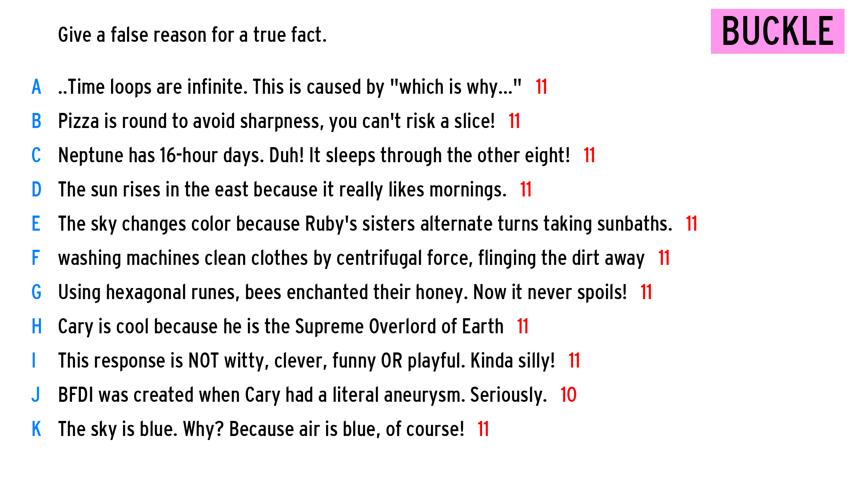 Give a false reason for a true fact.
BUCKLE
A ..Time loops are infinite. This is caused by "which is why..." 11
B Pizza is round to avoid sharpness, you can't risk a slice! 11
C Neptune has 16-hour days. Duh! It sleeps through the other eight! 11
D The sun rises in the east because it really likes mornings. 11
E The sky changes color because Ruby's sisters alternate turns taking sunbaths. 11
F washing machines clean clothes by centrifugal force, flinging the dirt away 11
G Using hexagonal runes, bees enchanted their honey. Now it never spoils! 11
H Cary is cool because he is the Supreme Overlord of Earth 11
I This response is NOT witty, clever, funny OR playful. Kinda silly! 11
J BFDI was created when Cary had a literal aneurysm. Seriously. 10
K The sky is blue. Why? Because air is blue, of course! 11